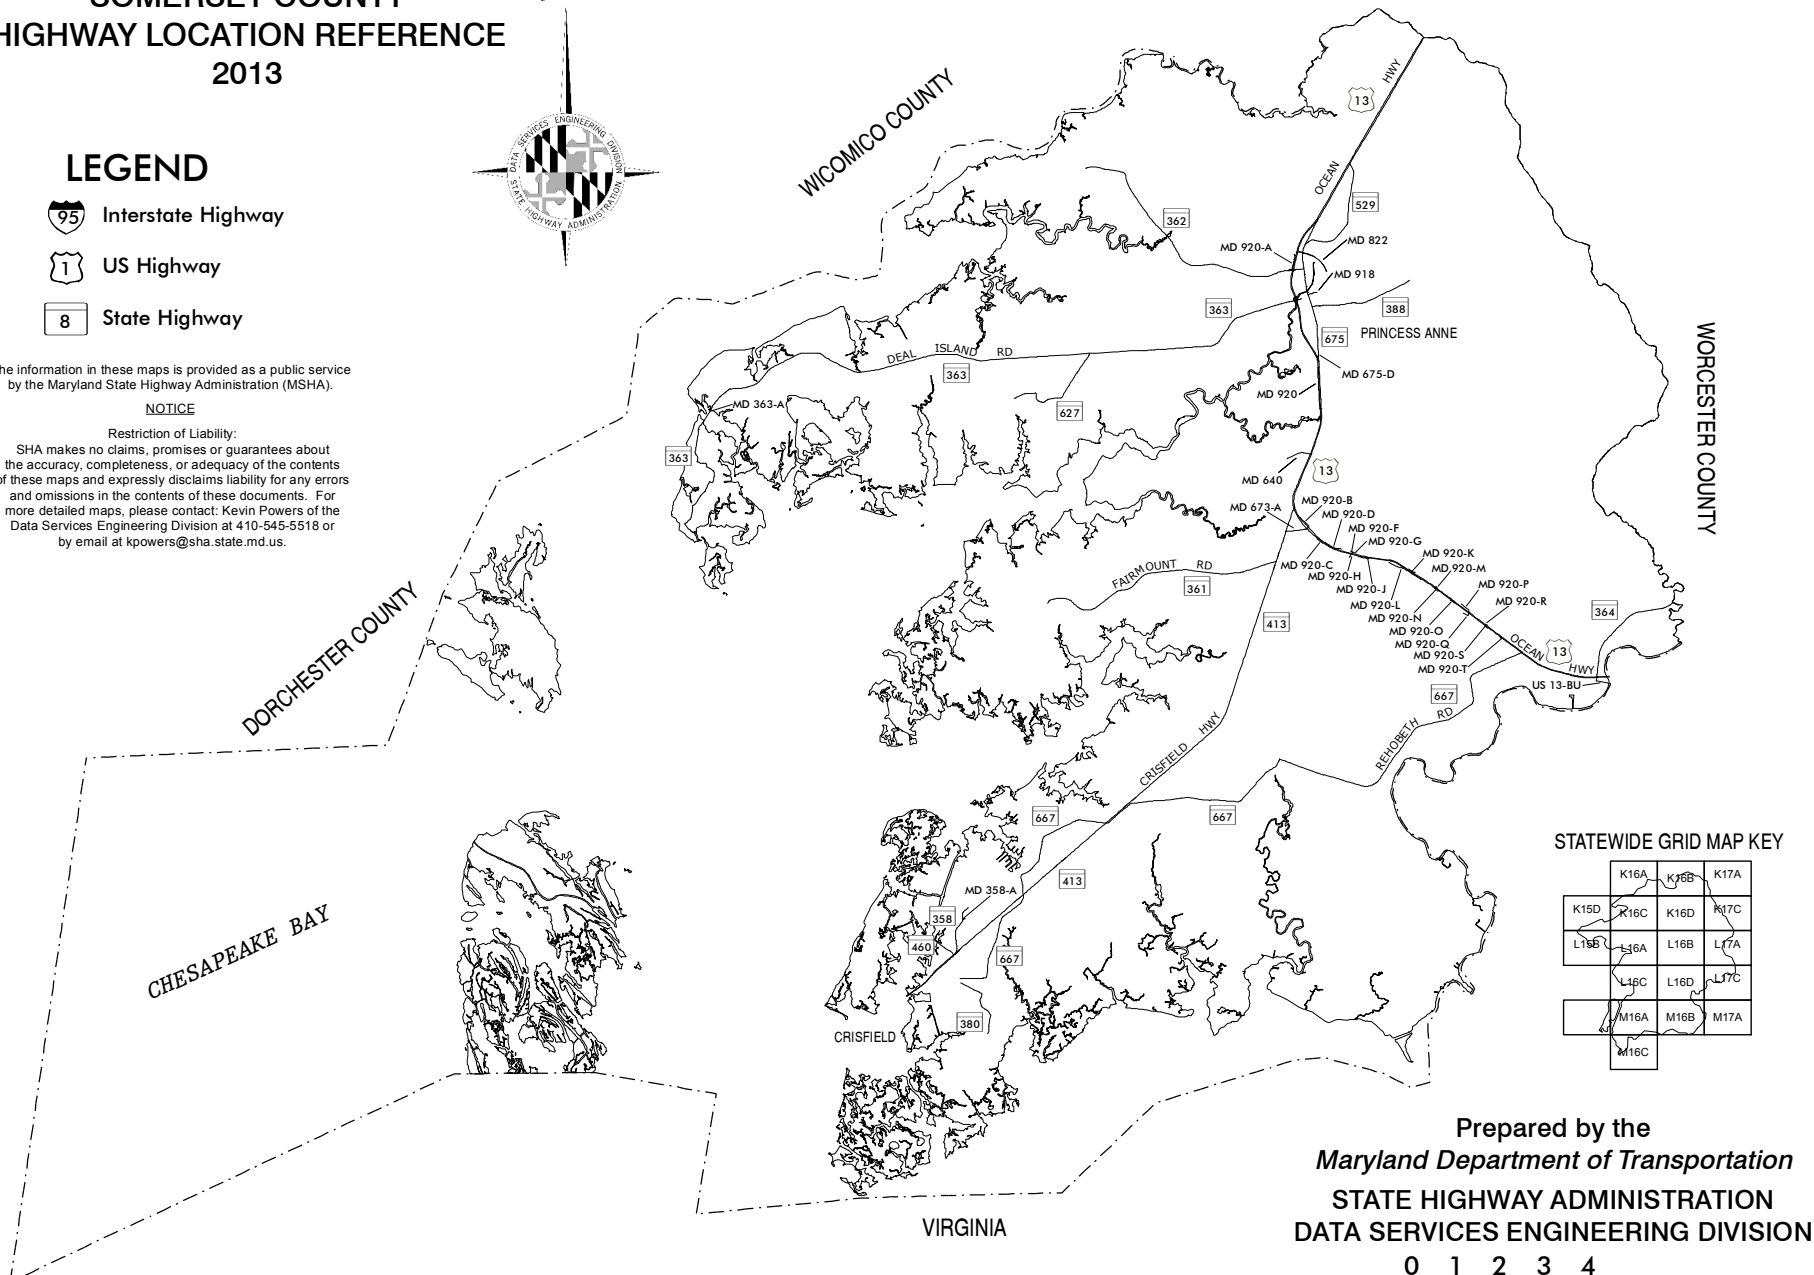 SOMERSET COUNTY
HIGHWAY LOCATION REFERENCE
2013
DATA SERVICES ENGINEERING DIVISION
STATE HIGHWAY ADMINISTRATION
LEGEND
95 Interstate Highway
1 US Highway
8 State Highway
he information in these maps is provided as a public service
by the Maryland State Highway Administration (MSHA).
NOTICE
Restriction of Liability:
SHA makes no claims, promises or guarantees about
the accuracy, completeness, or adequacy of the contents
of these maps and expressly disclaims liability for any errors
and omissions in the contents of these documents. For
more detailed maps, please contact: Kevin Powers of the
Data Services Engineering Division at 410-545-5518 or
by email at kpowers@sha.state.md.us.
WICOMICO COUNTY
WORCESTER COUNTY
DORCHESTER COUNTY
CHESAPEAKE BAY
VIRGINIA
OCEAN HWY
13
529
362
MD 920-A
MD 822
MD 918
363
388
675
PRINCESS ANNE
DEAL ISLAND RD
363
MD 675-D
MD 920
MD 363-A
627
363
13
MD 640
MD 673-A
MD 920-B
MD 920-D
MD 920-F
MD 920-G
MD 920-K
MD 920-M
MD 920-P
MD 920-R
MD 920-C
MD 920-H
MD 920-J
MD 920-L
MD 920-N
MD 920-O
MD 920-Q
MD 920-S
MD 920-T
FAIRMOUNT RD
361
413
364
OCEAN HWY
13
US 13-BU
667
REHOBETH RD
CRISFIELD HWY
667
667
413
MD 358-A
358
460
667
380
CRISFIELD
STATEWIDE GRID MAP KEY
K16A K16B K17A
K15D K16C K16D K17C
L15B L16A L16B L17A
L16C L16D L17C
M16A M16B M17A
M16C
Prepared by the
Maryland Department of Transportation
STATE HIGHWAY ADMINISTRATION
DATA SERVICES ENGINEERING DIVISION
0 1 2 3 4